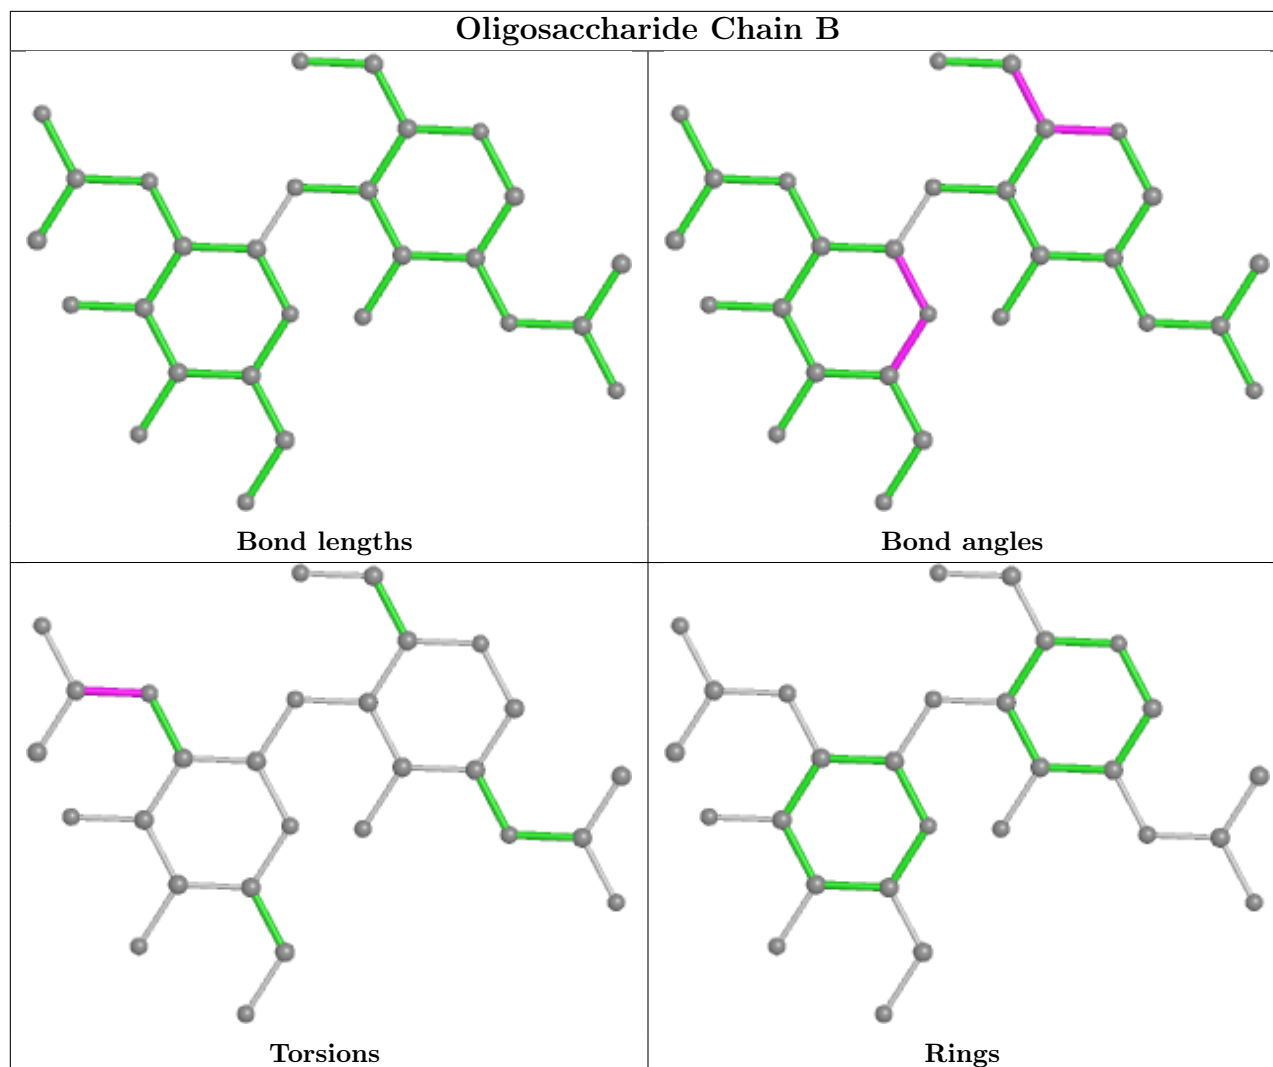 Oligosaccharide Chain B
Bond lengths
Bond angles
Torsions
Rings